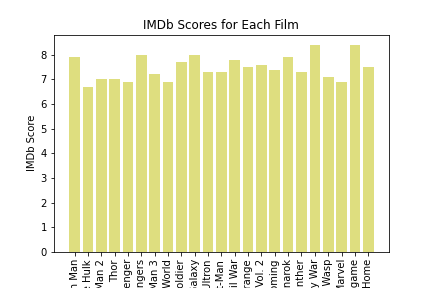 IMDb Scores for Each Film
IMDb Score
8
7
6
5
4
3
2
1
0
n Man
e Hulk
Man 2
Thor
enger
ngers
Man 3
World
oldier
alaxy
Ultron
t-Man
il War
range
Vol. 2
oming
narok
nther
y War
Wasp
Marvel
game
Home